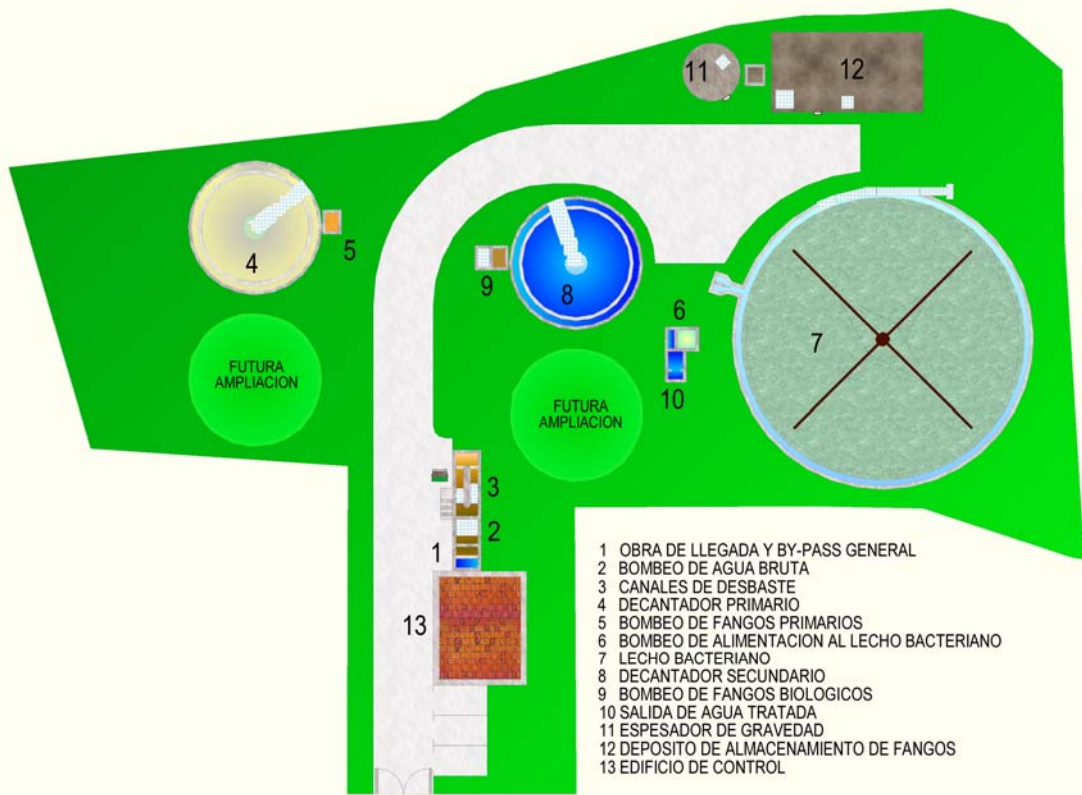 11
12
5
4
9
8
6
7
10
FUTURA
AMPLIACION
FUTURA
AMPLIACION
3
2
1
13
1 OBRA DE LLEGADA Y BY-PASS GENERAL
2 BOMBEO DE AGUA BRUTA
3 CANALES DE DESBASTE
4 DECANTADOR PRIMARIO
5 BOMBEO DE FANGOS PRIMARIOS
6 BOMBEO DE ALIMENTACION AL LECHO BACTERIANO
7 LECHO BACTERIANO
8 DECANTADOR SECUNDARIO
9 BOMBEO DE FANGOS BIOLOGICOS
10 SALIDA DE AGUA TRATADA
11 ESPESADOR DE GRAVEDAD
12 DEPOSITO DE ALMACENAMIENTO DE FANGOS
13 EDIFICIO DE CONTROL